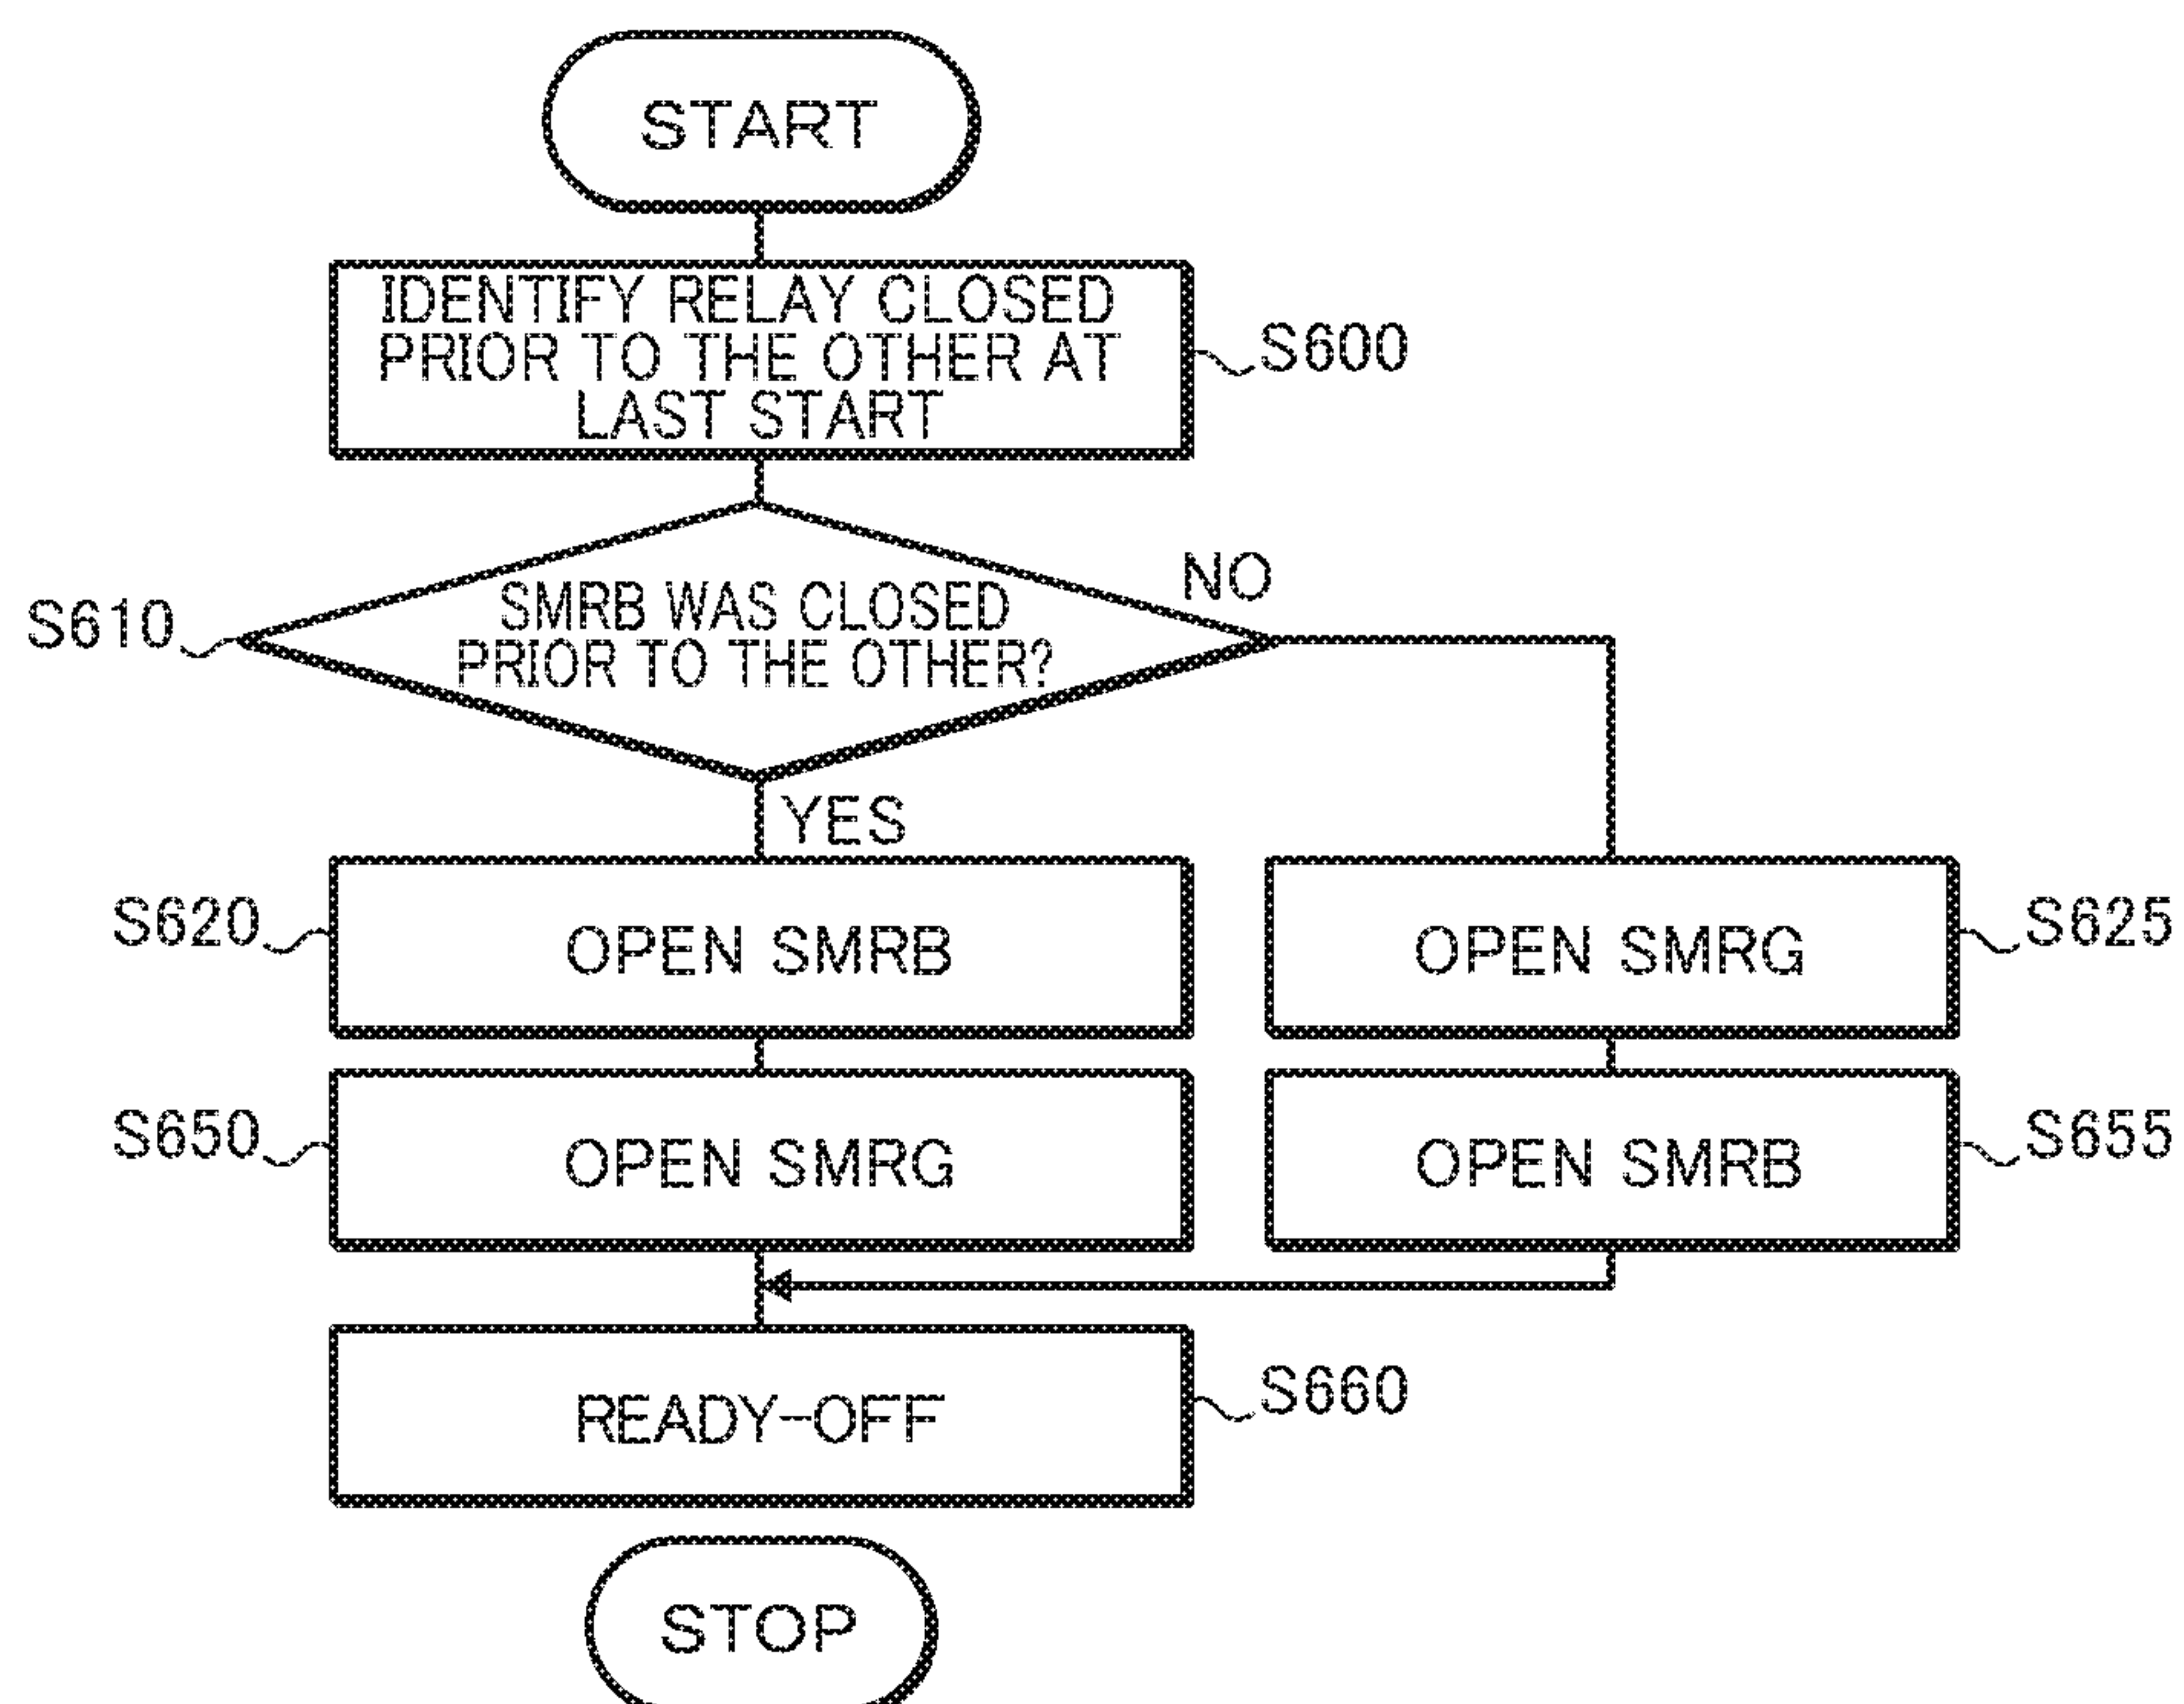 START
IDENTIFY RELAY CLOSED
PRIOR TO THE OTHER AT
LAST START
S600
NO
S610
SMRB WAS CLOSED
PRIOR TO THE OTHER?
YES
S620
OPEN SMRB
OPEN SMRG
S625
S650
OPEN SMRG
OPEN SMRB
S655
READY-OFF
S660
STOP